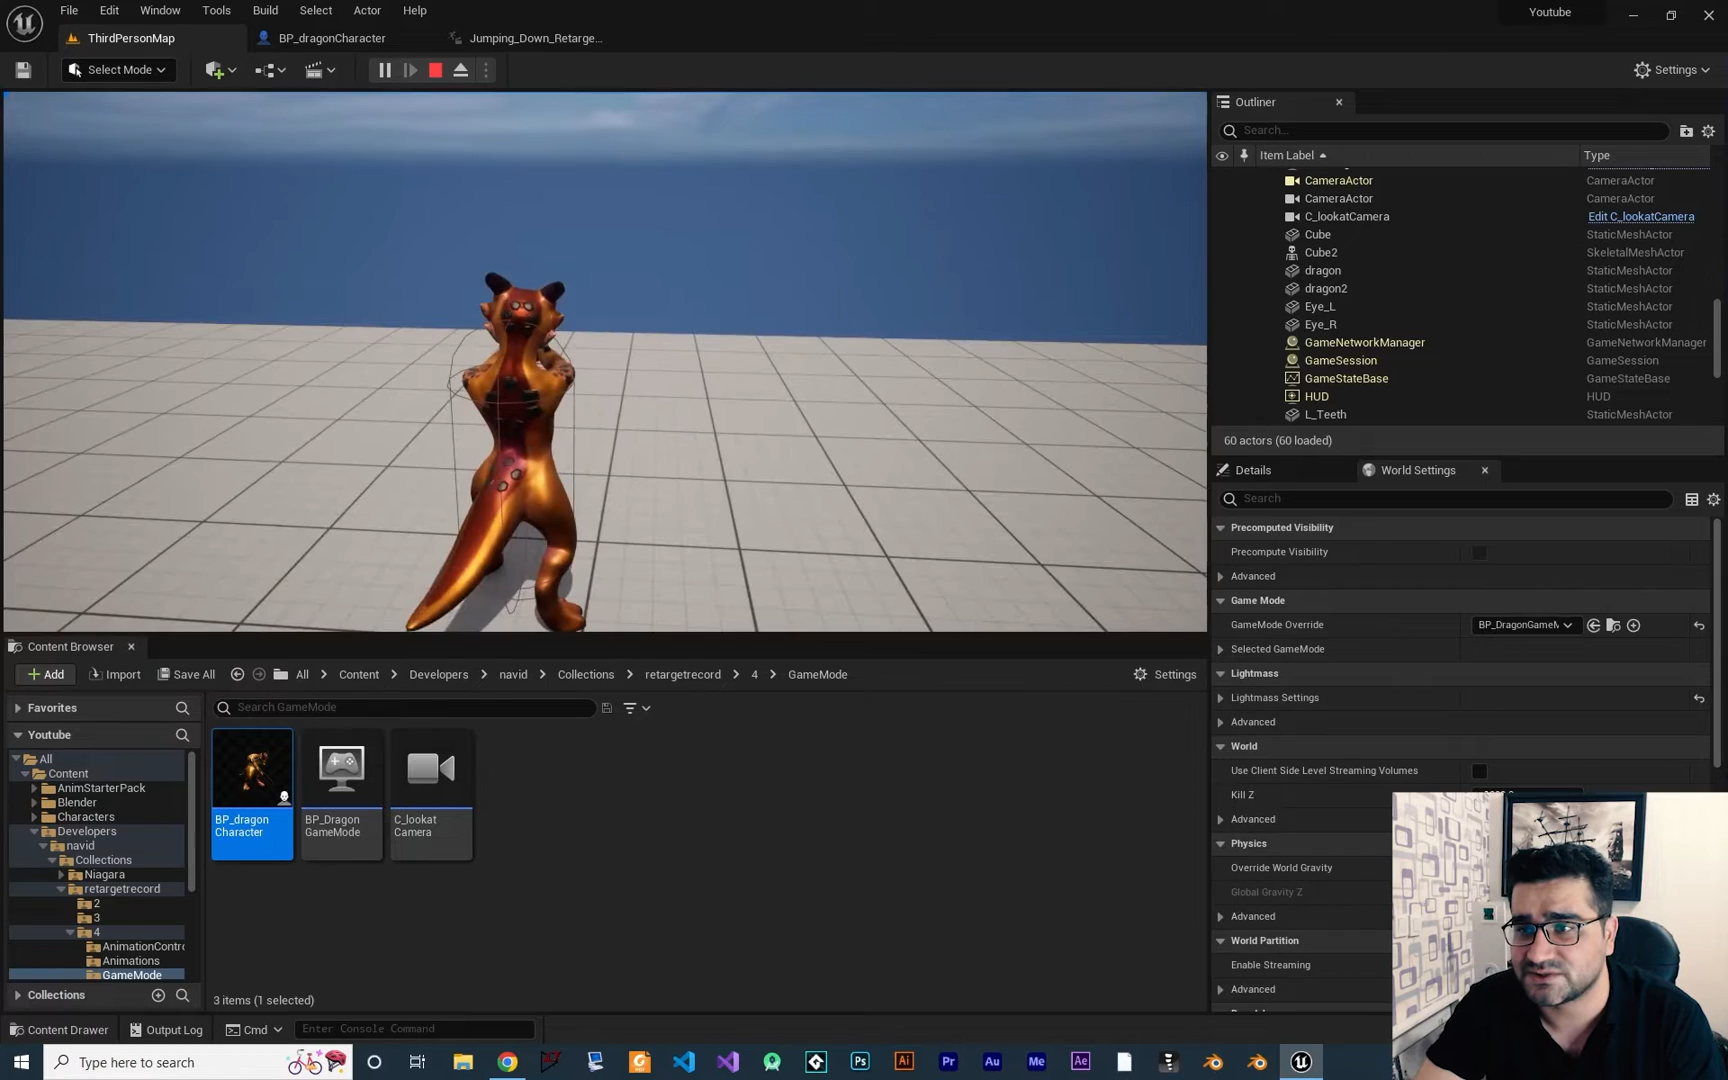 File Edit Window Tools Build Select Actor Help
Youtube
ThirdPersonMap
BP_dragonCharacter
Jumping_Down_Retarge...
Select Mode
Settings
Outliner
Search...
Item Label
Type
CameraActor CameraActor
CameraActor CameraActor
C_lookatCamera Edit C_lookatCamera
Cube StaticMeshActor
Cube2 SkeletalMeshActor
dragon StaticMeshActor
dragon2 StaticMeshActor
Eye_L StaticMeshActor
Eye_R StaticMeshActor
GameNetworkManager GameNetworkManager
GameSession GameSession
GameStateBase GameStateBase
HUD HUD
L_Teeth StaticMeshActor
60 actors (60 loaded)
Details
World Settings
Search
Precomputed Visibility
Precompute Visibility
Advanced
Game Mode
GameMode Override BP_DragonGameM
Selected GameMode
Lightmass
Lightmass Settings
Advanced
World
Use Client Side Level Streaming Volumes
Kill Z
Advanced
Physics
Override World Gravity
Global Gravity Z
Advanced
World Partition
Enable Streaming
Advanced
Content Browser
Add Import Save All All Content Developers navid Collections retargetrecord 4 GameMode Settings
Favorites
Search GameMode
Youtube
All
Content
AnimStarterPack
Blender
Characters
Developers
navid
Collections
Niagara
retargetrecord
2
3
4
AnimationContro
Animations
GameMode
Collections
BP_dragon
Character
BP_Dragon
GameMode
C_lookat
Camera
3 items (1 selected)
Content Drawer Output Log Cmd Enter Console Command
Type here to search
Ps Ai Pr Au Me Ae